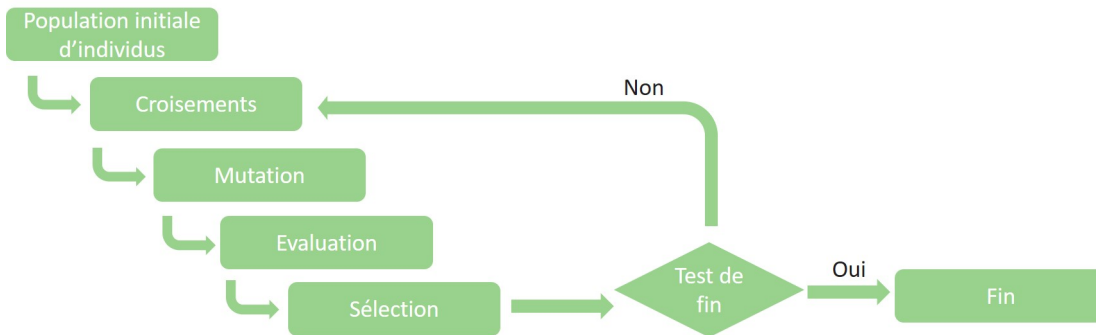 Population initiale
d'individus
Croisements
Non
Mutation
Evaluation
Sélection
Test de
fin
Oui
Fin